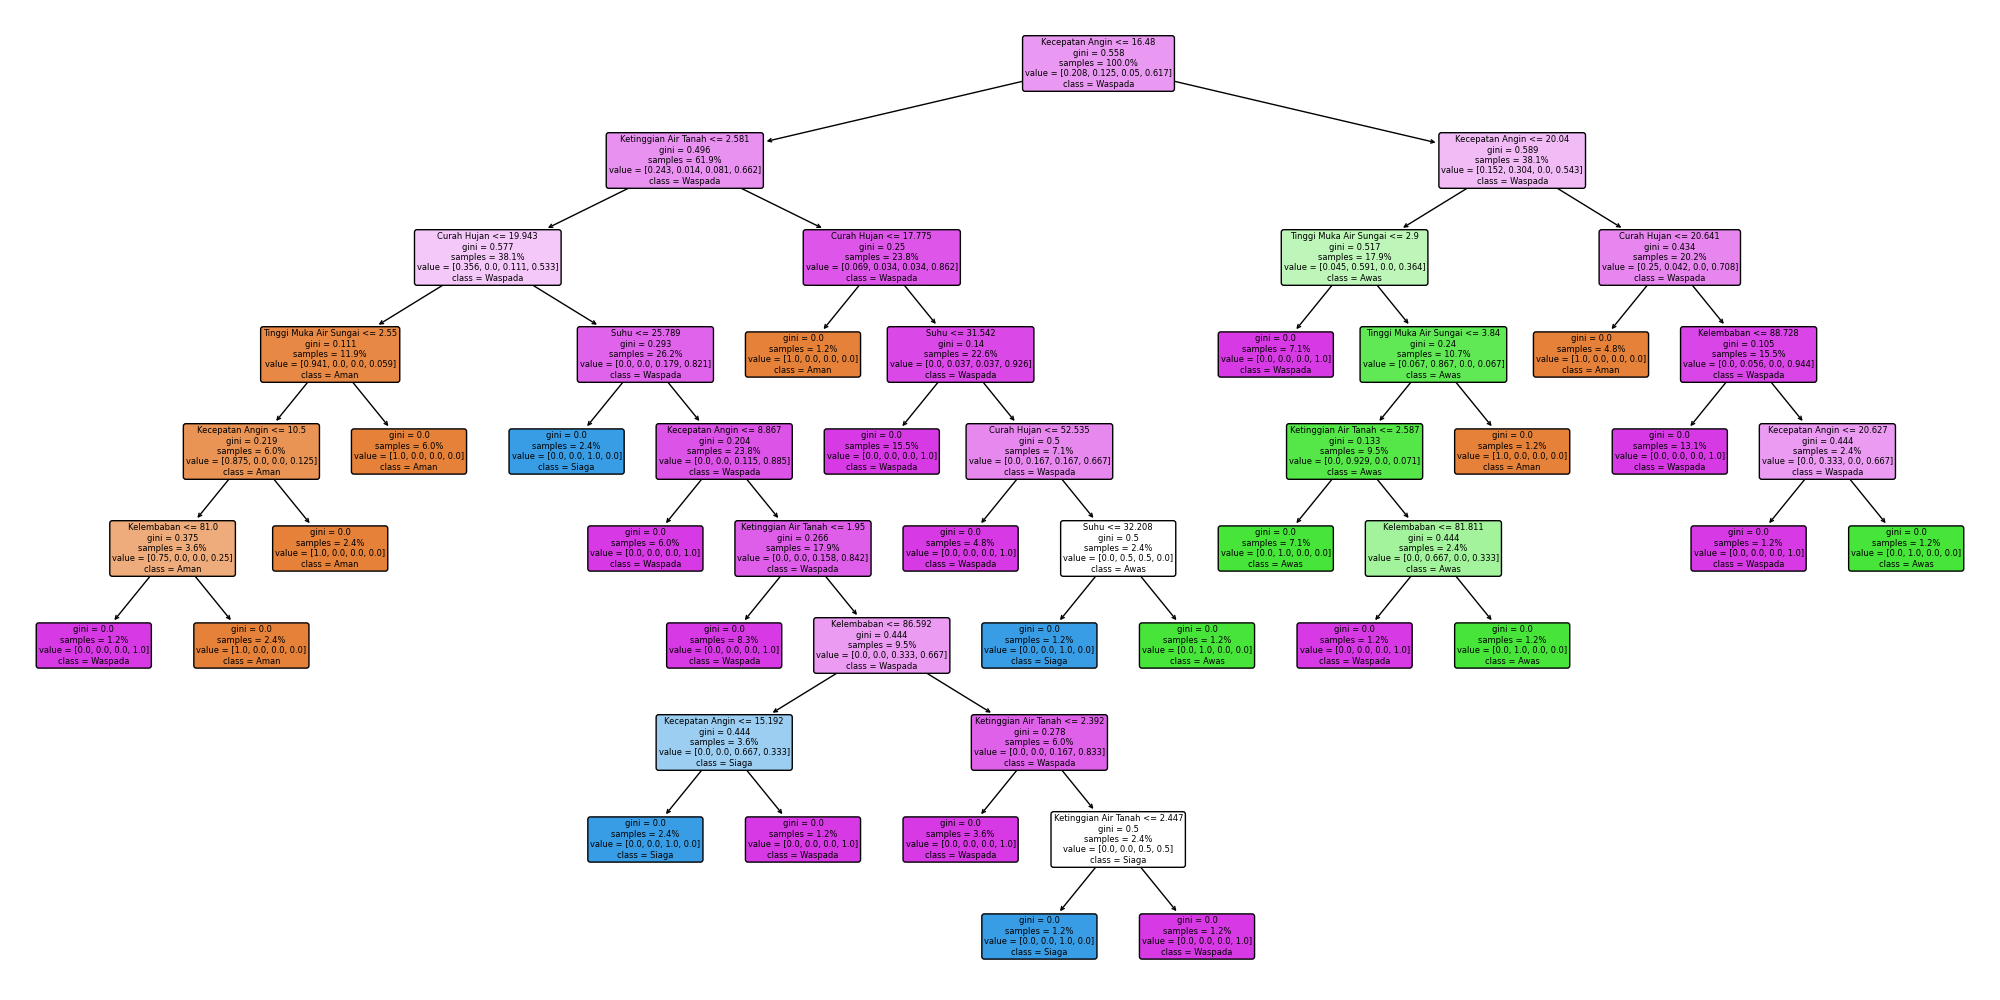 Kecepatan Angin <= 16.48
gini = 0.558
samples = 100.0%
value = [0.208, 0.125, 0.05, 0.617]
class = Waspada
Ketinggian Air Tanah <= 2.581
gini = 0.496
samples = 61.9%
value = [0.243, 0.014, 0.081, 0.662]
class = Waspada
Kecepatan Angin <= 20.04
gini = 0.589
samples = 38.1%
value = [0.152, 0.304, 0.0, 0.543]
class = Waspada
Curah Hujan <= 19.943
gini = 0.577
samples = 38.1%
value = [0.356, 0.0, 0.111, 0.533]
class = Waspada
Curah Hujan <= 17.775
gini = 0.25
samples = 23.8%
value = [0.069, 0.034, 0.034, 0.862]
class = Waspada
Tinggi Muka Air Sungai <= 2.9
gini = 0.517
samples = 17.9%
value = [0.045, 0.591, 0.0, 0.364]
class = Awas
Curah Hujan <= 20.641
gini = 0.434
samples = 20.2%
value = [0.25, 0.042, 0.0, 0.708]
class = Waspada
Tinggi Muka Air Sungai <= 2.55
gini = 0.111
samples = 11.9%
value = [0.941, 0.0, 0.0, 0.059]
class = Aman
Suhu <= 25.789
gini = 0.293
samples = 26.2%
value = [0.0, 0.0, 0.179, 0.821]
class = Waspada
gini = 0.0
samples = 1.2%
value = [1.0, 0.0, 0.0, 0.0]
class = Aman
Suhu <= 31.542
gini = 0.14
samples = 22.6%
value = [0.0, 0.037, 0.037, 0.926]
class = Waspada
gini = 0.0
samples = 7.1%
value = [0.0, 0.0, 0.0, 1.0]
class = Waspada
Tinggi Muka Air Sungai <= 3.84
gini = 0.24
samples = 10.7%
value = [0.067, 0.867, 0.0, 0.067]
class = Awas
gini = 0.0
samples = 4.8%
value = [1.0, 0.0, 0.0, 0.0]
class = Aman
Kelembaban <= 88.728
gini = 0.105
samples = 15.5%
value = [0.0, 0.056, 0.0, 0.944]
class = Waspada
Kecepatan Angin <= 10.5
gini = 0.219
samples = 6.0%
value = [0.875, 0.0, 0.0, 0.125]
class = Aman
gini = 0.0
samples = 6.0%
value = [1.0, 0.0, 0.0, 0.0]
class = Aman
gini = 0.0
samples = 2.4%
value = [0.0, 0.0, 1.0, 0.0]
class = Siaga
Kecepatan Angin <= 8.867
gini = 0.204
samples = 23.8%
value = [0.0, 0.0, 0.115, 0.885]
class = Waspada
gini = 0.0
samples = 15.5%
value = [0.0, 0.0, 0.0, 1.0]
class = Waspada
Curah Hujan <= 52.535
gini = 0.5
samples = 7.1%
value = [0.0, 0.167, 0.167, 0.667]
class = Waspada
Ketinggian Air Tanah <= 2.587
gini = 0.133
samples = 9.5%
value = [0.0, 0.929, 0.0, 0.071]
class = Awas
gini = 0.0
samples = 1.2%
value = [1.0, 0.0, 0.0, 0.0]
class = Aman
gini = 0.0
samples = 13.1%
value = [0.0, 0.0, 0.0, 1.0]
class = Waspada
Kecepatan Angin <= 20.627
gini = 0.444
samples = 2.4%
value = [0.0, 0.333, 0.0, 0.667]
class = Waspada
Kelembaban <= 81.0
gini = 0.375
samples = 3.6%
value = [0.75, 0.0, 0.0, 0.25]
class = Aman
gini = 0.0
samples = 2.4%
value = [1.0, 0.0, 0.0, 0.0]
class = Aman
gini = 0.0
samples = 6.0%
value = [0.0, 0.0, 0.0, 1.0]
class = Waspada
Ketinggian Air Tanah <= 1.95
gini = 0.266
samples = 17.9%
value = [0.0, 0.0, 0.158, 0.842]
class = Waspada
gini = 0.0
samples = 4.8%
value = [0.0, 0.0, 0.0, 1.0]
class = Waspada
Suhu <= 32.208
gini = 0.5
samples = 2.4%
value = [0.0, 0.5, 0.5, 0.0]
class = Awas
gini = 0.0
samples = 7.1%
value = [0.0, 1.0, 0.0, 0.0]
class = Awas
Kelembaban <= 81.811
gini = 0.444
samples = 2.4%
value = [0.0, 0.667, 0.0, 0.333]
class = Awas
gini = 0.0
samples = 1.2%
value = [0.0, 0.0, 0.0, 1.0]
class = Waspada
gini = 0.0
samples = 1.2%
value = [0.0, 1.0, 0.0, 0.0]
class = Awas
gini = 0.0
samples = 1.2%
value = [0.0, 0.0, 0.0, 1.0]
class = Waspada
gini = 0.0
samples = 2.4%
value = [1.0, 0.0, 0.0, 0.0]
class = Aman
gini = 0.0
samples = 8.3%
value = [0.0, 0.0, 0.0, 1.0]
class = Waspada
Kelembaban <= 86.592
gini = 0.444
samples = 9.5%
value = [0.0, 0.0, 0.333, 0.667]
class = Waspada
gini = 0.0
samples = 1.2%
value = [0.0, 0.0, 1.0, 0.0]
class = Siaga
gini = 0.0
samples = 1.2%
value = [0.0, 1.0, 0.0, 0.0]
class = Awas
gini = 0.0
samples = 1.2%
value = [0.0, 0.0, 0.0, 1.0]
class = Waspada
gini = 0.0
samples = 1.2%
value = [0.0, 1.0, 0.0, 0.0]
class = Awas
Kecepatan Angin <= 15.192
gini = 0.444
samples = 3.6%
value = [0.0, 0.0, 0.667, 0.333]
class = Siaga
Ketinggian Air Tanah <= 2.392
gini = 0.278
samples = 6.0%
value = [0.0, 0.0, 0.167, 0.833]
class = Waspada
gini = 0.0
samples = 2.4%
value = [0.0, 0.0, 1.0, 0.0]
class = Siaga
gini = 0.0
samples = 1.2%
value = [0.0, 0.0, 0.0, 1.0]
class = Waspada
gini = 0.0
samples = 3.6%
value = [0.0, 0.0, 0.0, 1.0]
class = Waspada
Ketinggian Air Tanah <= 2.447
gini = 0.5
samples = 2.4%
value = [0.0, 0.0, 0.5, 0.5]
class = Siaga
gini = 0.0
samples = 1.2%
value = [0.0, 0.0, 1.0, 0.0]
class = Siaga
gini = 0.0
samples = 1.2%
value = [0.0, 0.0, 0.0, 1.0]
class = Waspada